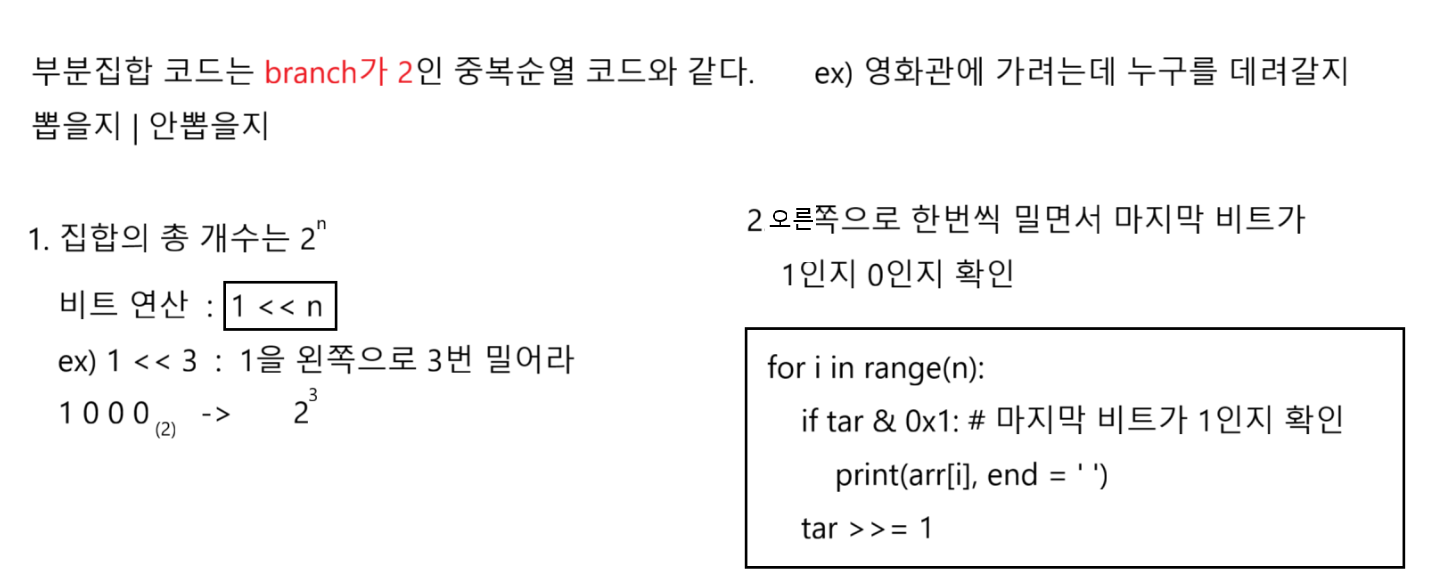 부분집합 코드는 branch가 2인 중복순열 코드와 같다. ex) 영화관에 가려는데 누구를 데려갈지
뽑을지 | 안뽑을지
1. 집합의 총 개수는 2ⁿ
비트 연산 : 1 << n
ex) 1 << 3 : 1을 왼쪽으로 3번 밀어라
1 0 0 0 (2) -> 2³
2 오른쪽으로 한번씩 밀면서 마지막 비트가
1인지 0인지 확인
for i in range(n):
if tar & 0x1: # 마지막 비트가 1인지 확인
print(arr[i], end = ' ')
tar >>= 1